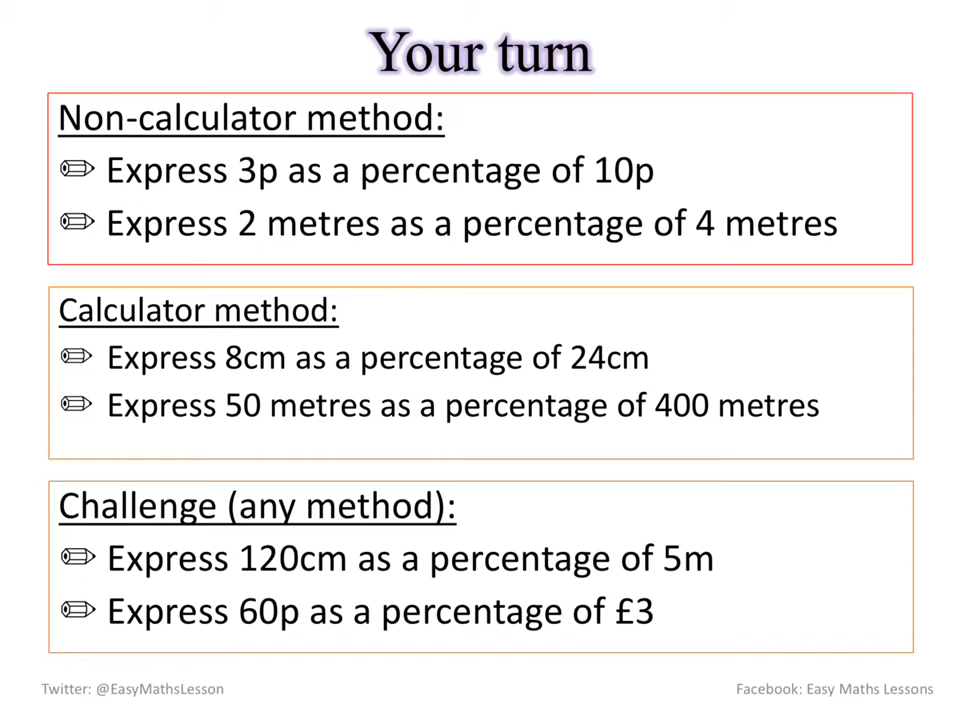 Your turn
Non-calculator method:
Express 3p as a percentage of 10p
Express 2 metres as a percentage of 4 metres
Calculator method:
Express 8cm as a percentage of 24cm
Express 50 metres as a percentage of 400 metres
Challenge (any method):
Express 120cm as a percentage of 5m
Express 60p as a percentage of £3
Twitter: @EasyMathsLesson
Facebook: Easy Maths Lessons